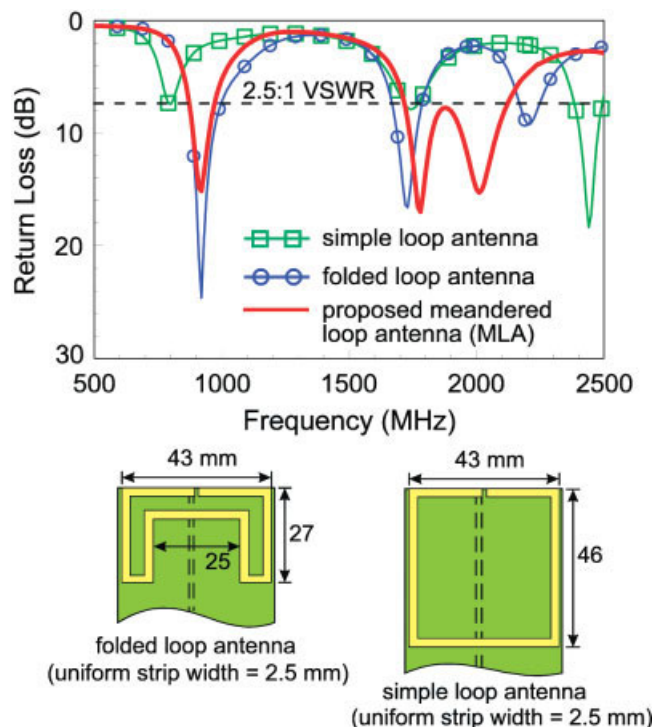 0
10
20
30
Return Loss (dB)
2.5:1 VSWR
simple loop antenna
folded loop antenna
proposed meandered
loop antenna (MLA)
500 1000 1500 2000 2500
Frequency (MHz)
43 mm
27
25
folded loop antenna
(uniform strip width = 2.5 mm)
43 mm
46
simple loop antenna
(uniform strip width = 2.5 mm)